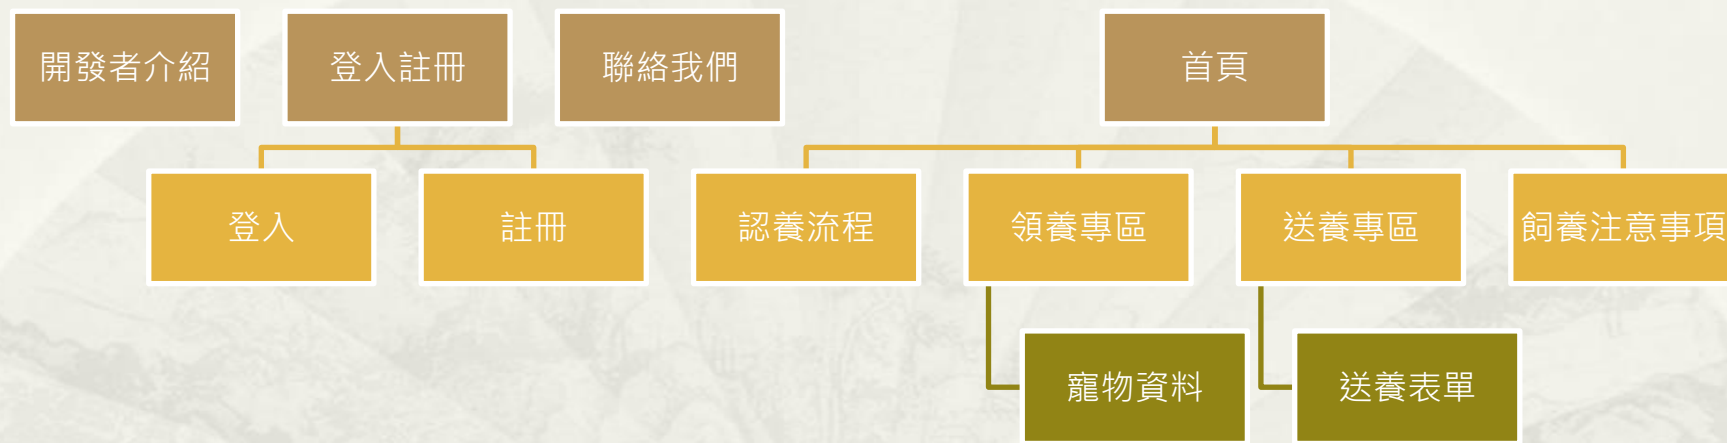 開發者介紹
登入註冊
聯絡我們
首頁
登入
註冊
認養流程
領養專區
送養專區
飼養注意事項
寵物資料
送養表單